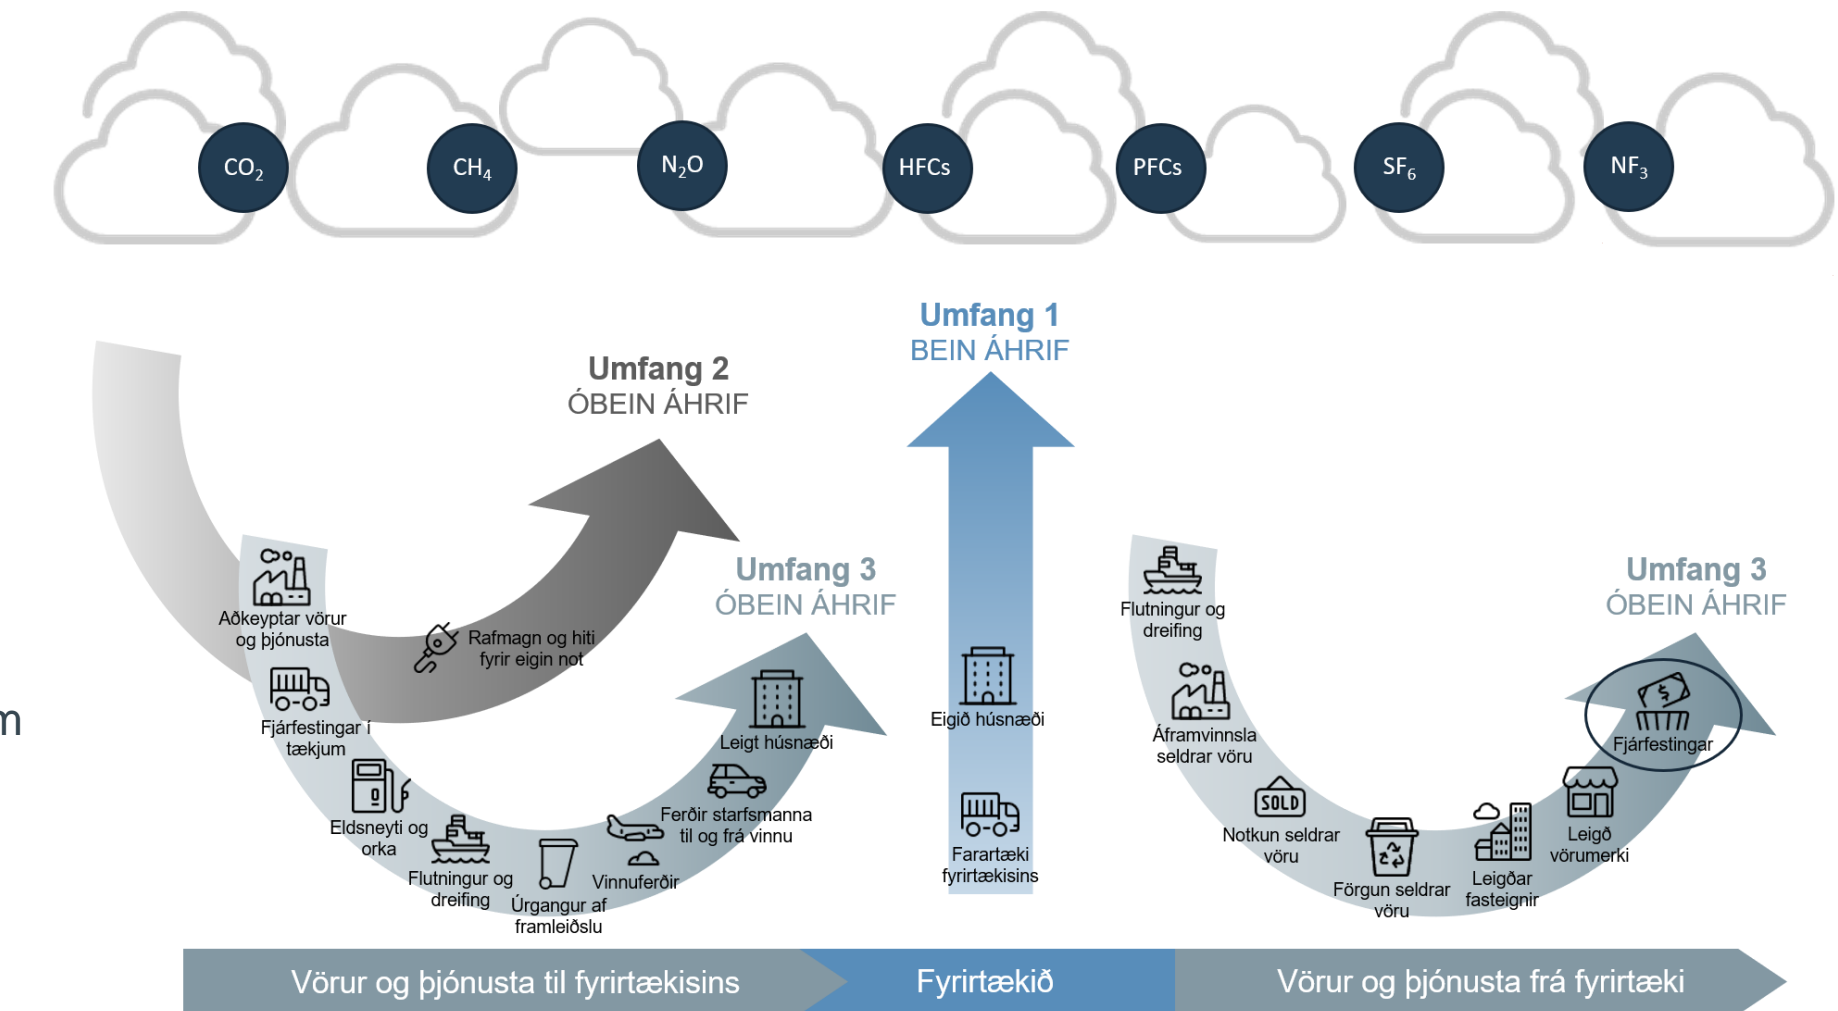 CO₂
CH₄
N₂O
HFCs
PFCs
SF₆
NF₃
Umfang 1
BEIN ÁHRIF
Umfang 2
ÓBEIN ÁHRIF
Umfang 3
ÓBEIN ÁHRIF
Umfang 3
ÓBEIN ÁHRIF
m
Aðkeyptar vörur
og þjónusta
Rafmagn og hiti
fyrir eigin not
Fjárfestingar í
tækjum
Eldsneyti og
orka
Flutningur og
dreifing
Úrgangur af
framleiðslu
Vinnuferðir
Ferðir starfsmanna
til og frá vinnu
Leigt húsnæði
Eigið húsnæði
Farartæki
fyrirtækisins
Flutningur og
dreifing
Áframvinnsla
seldrar vöru
SOLD
Notkun seldrar
vöru
Förgun seldrar
vöru
Leigðar
fasteignir
Leigð
vörumerki
$
Fjárfestingar
Vörur og þjónusta til fyrirtækisins
Fyrirtækið
Vörur og þjónusta frá fyrirtæki